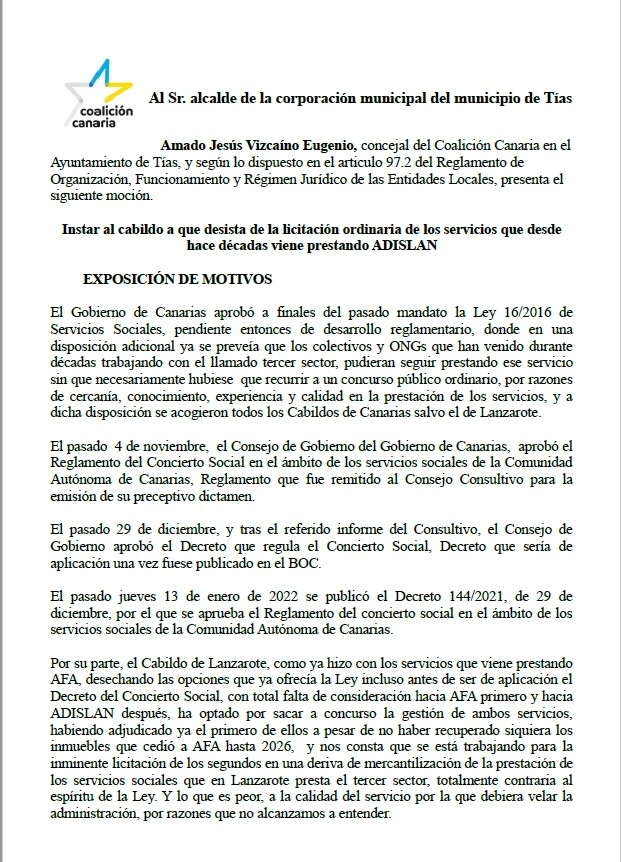 coalición
canaria
Al Sr. alcalde de la corporación municipal del municipio de Tías
Amado Jesús Vizcaíno Eugenio, concejal del Coalición Canaria en el
Ayuntamiento de Tías, y según lo dispuesto en el articulo 97.2 del Reglamento de
Organización, Funcionamiento y Régimen Jurídico de las Entidades Locales, presenta el
siguiente moción.
Instar al cabildo a que desista de la licitación ordinaria de los servicios que desde
hace décadas viene prestando ADISLAN
EXPOSICIÓN DE MOTIVOS
El Gobierno de Canarias aprobó a finales del pasado mandato la Ley 16/2016 de
Servicios Sociales, pendiente entonces de desarrollo reglamentario, donde en una
disposición adicional ya se preveía que los colectivos y ONGs que han venido durante
décadas trabajando con el llamado tercer sector, pudieran seguir prestando ese servicio
sin que necesariamente hubiese que recurrir a un concurso público ordinario, por razones
de cercanía, conocimiento, experiencia y calidad en la prestación de los servicios, y a
dicha disposición se acogieron todos los Cabildos de Canarias salvo el de Lanzarote.
El pasado 4 de noviembre, el Consejo de Gobierno del Gobierno de Canarias, aprobó el
Reglamento del Concierto Social en el ámbito de los servicios sociales de la Comunidad
Autónoma de Canarias, Reglamento que fue remitido al Consejo Consultivo para la
emisión de su preceptivo dictamen.
El pasado 29 de diciembre, y tras el referido informe del Consultivo, el Consejo de
Gobierno aprobó el Decreto que regula el Concierto Social, Decreto que sería de
aplicación una vez fuese publicado en el BOC.
El pasado jueves 13 de enero de 2022 se publicó el Decreto 144/2021, de 29 de
diciembre, por el que se aprueba el Reglamento del concierto social en el ámbito de los
servicios sociales de la Comunidad Autónoma de Canarias.
Por su parte, el Cabildo de Lanzarote, como ya hizo con los servicios que viene prestando
AFA, desechando las opciones que ya ofrecía la Ley incluso antes de ser de aplicación el
Decreto del Concierto Social, con total falta de consideración hacia AFA primero y hacia
ADISLAN después, ha optado por sacar a concurso la gestión de ambos servicios,
habiendo adjudicado ya el primero de ellos a pesar de no haber recuperado siquiera los
inmuebles que cedió a AFA hasta 2026, y nos consta que se está trabajando para la
inminente licitación de los segundos en una deriva de mercantilización de la prestación de
los servicios sociales que en Lanzarote presta el tercer sector, totalmente contraria al
espíritu de la Ley. Y lo que es peor, a la calidad del servicio por la que debiera velar la
administración, por razones que no alcanzamos a entender.